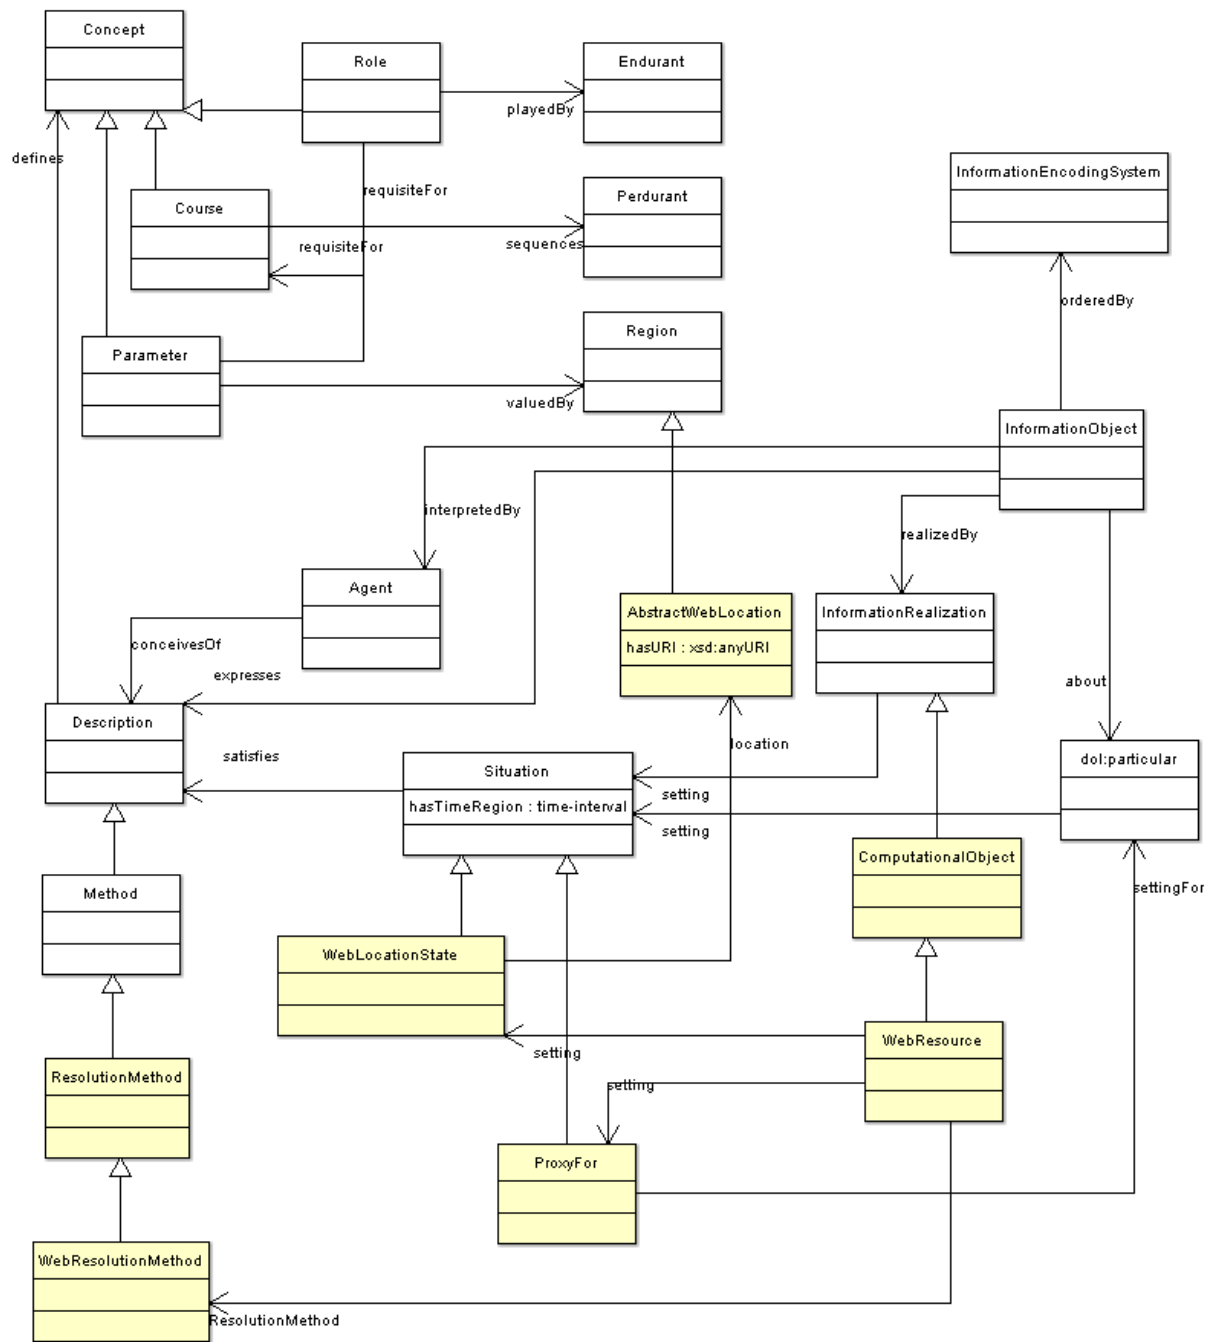 Concept
Role
Endurant
playedBy
defines
requisiteFor
InformationEncodingSystem
Course
Perdurant
requisiteFor
sequences
orderedBy
Region
Parameter
valuedBy
InformationObject
interpretedBy
realizedBy
Agent
AbstractWebLocation
InformationRealization
conceivesOf
hasURI : xsd:anyURI
expresses
about
Description
location
satisfies
Situation
dol:particular
setting
hasTimeRegion : time-interval
setting
ComputationalObject
Method
settingFor
WebLocationState
WebResource
setting
ResolutionMethod
setting
ProxyFor
WebResolutionMethod
ResolutionMethod